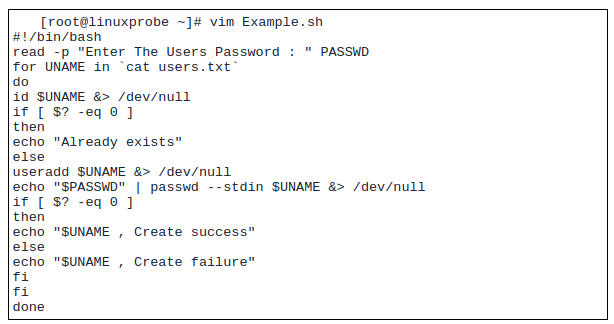 [root@linuxprobe ~]# vim Example.sh
#!/bin/bash
read -p "Enter The Users Password : " PASSWD
for UNAME in `cat users.txt`
do
id $UNAME &> /dev/null
if [ $? -eq 0 ]
then
echo "Already exists"
else
useradd $UNAME &> /dev/null
echo "$PASSWD" | passwd --stdin $UNAME &> /dev/null
if [ $? -eq 0 ]
then
echo "$UNAME , Create success"
else
echo "$UNAME , Create failure"
fi
fi
done